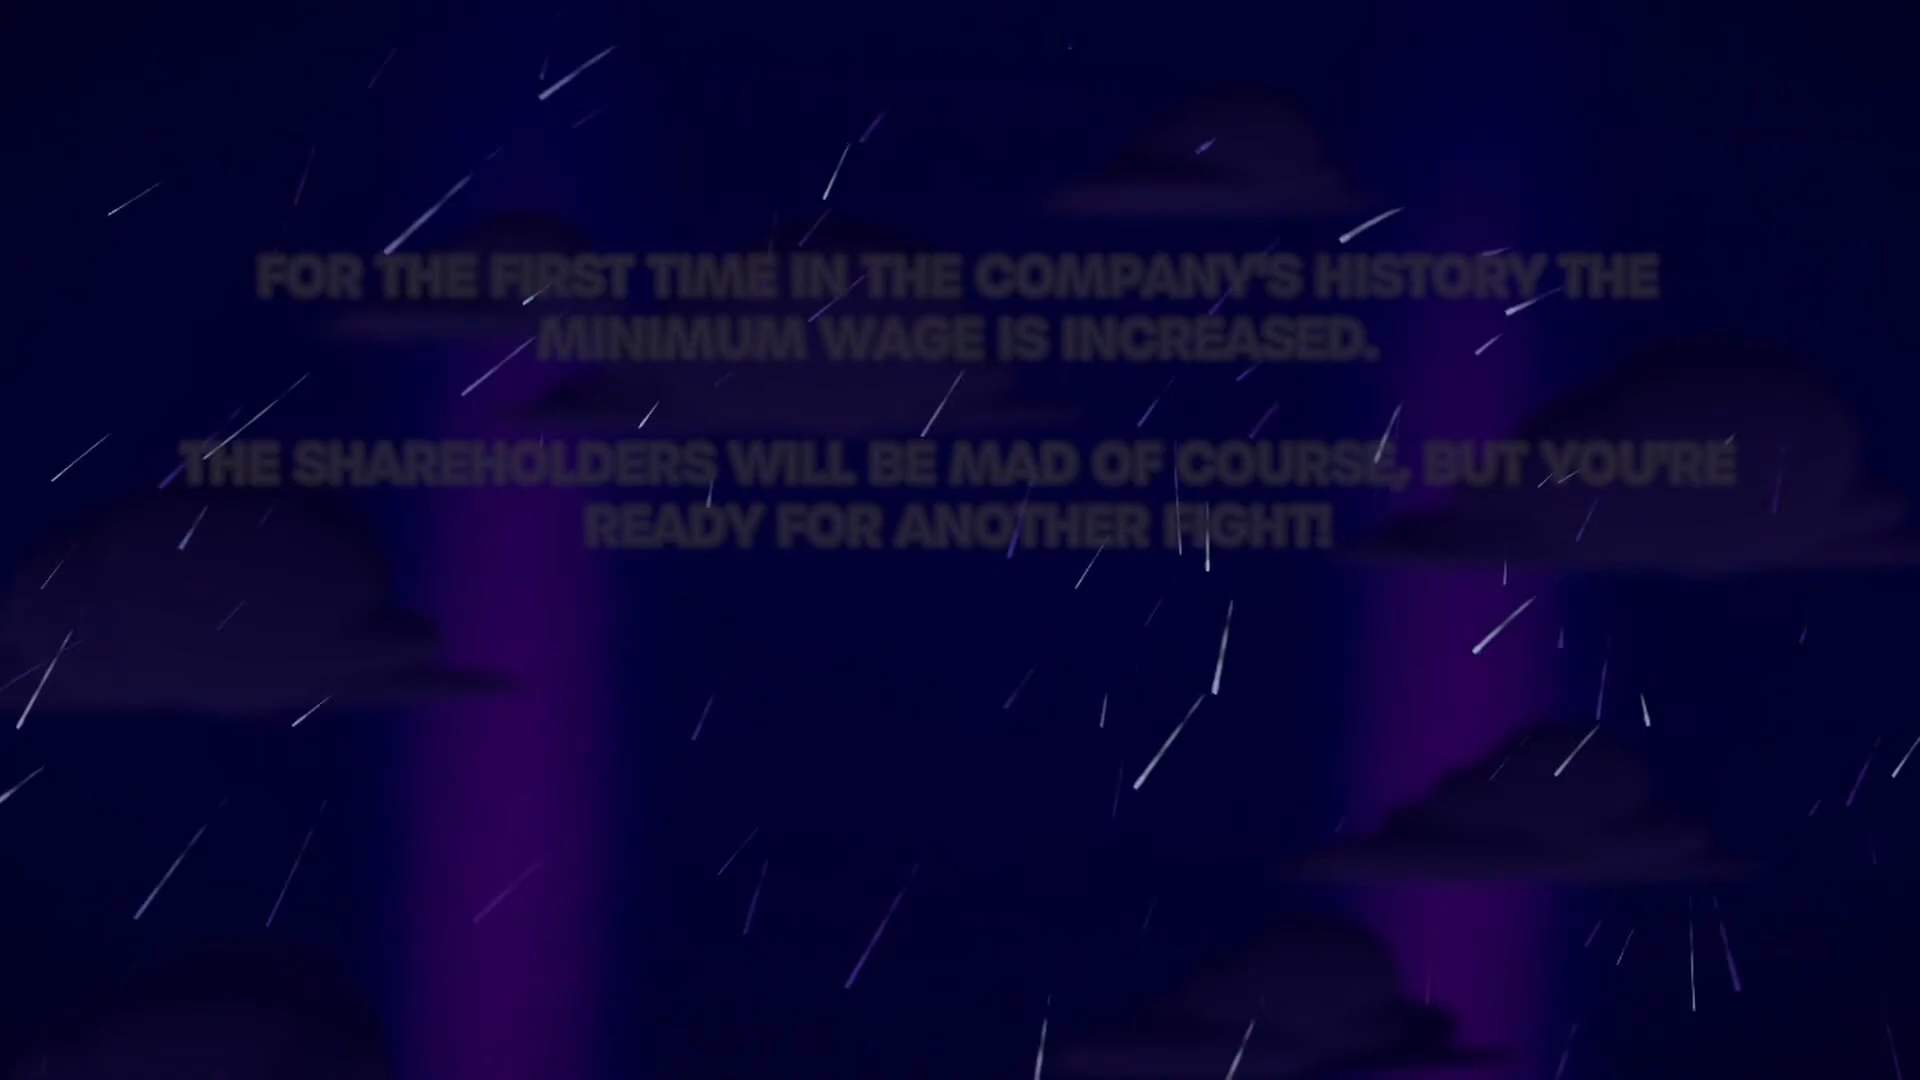 FOR THE FIRST TIME IN THE COMPANY'S HISTORY THE
MINIMUM WAGE IS INCREASED.
THE SHAREHOLDERS WILL BE MAD OF COURSE, BUT YOU'RE
READY FOR ANOTHER FIGHT!